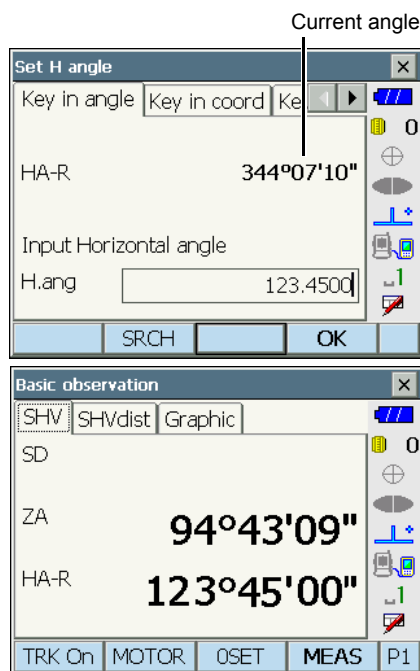 Current angle
Set H angle
Key in angle Key in coord Ke
0
HA-R 344°07'10"
Input Horizontal angle
H.ang 123.4500
1
SRCH OK
Basic observation
SHV SHVdist Graphic
SD 0
ZA 94°43'09"
HA-R 123°45'00"
1
TRK On MOTOR 0SET MEAS P1